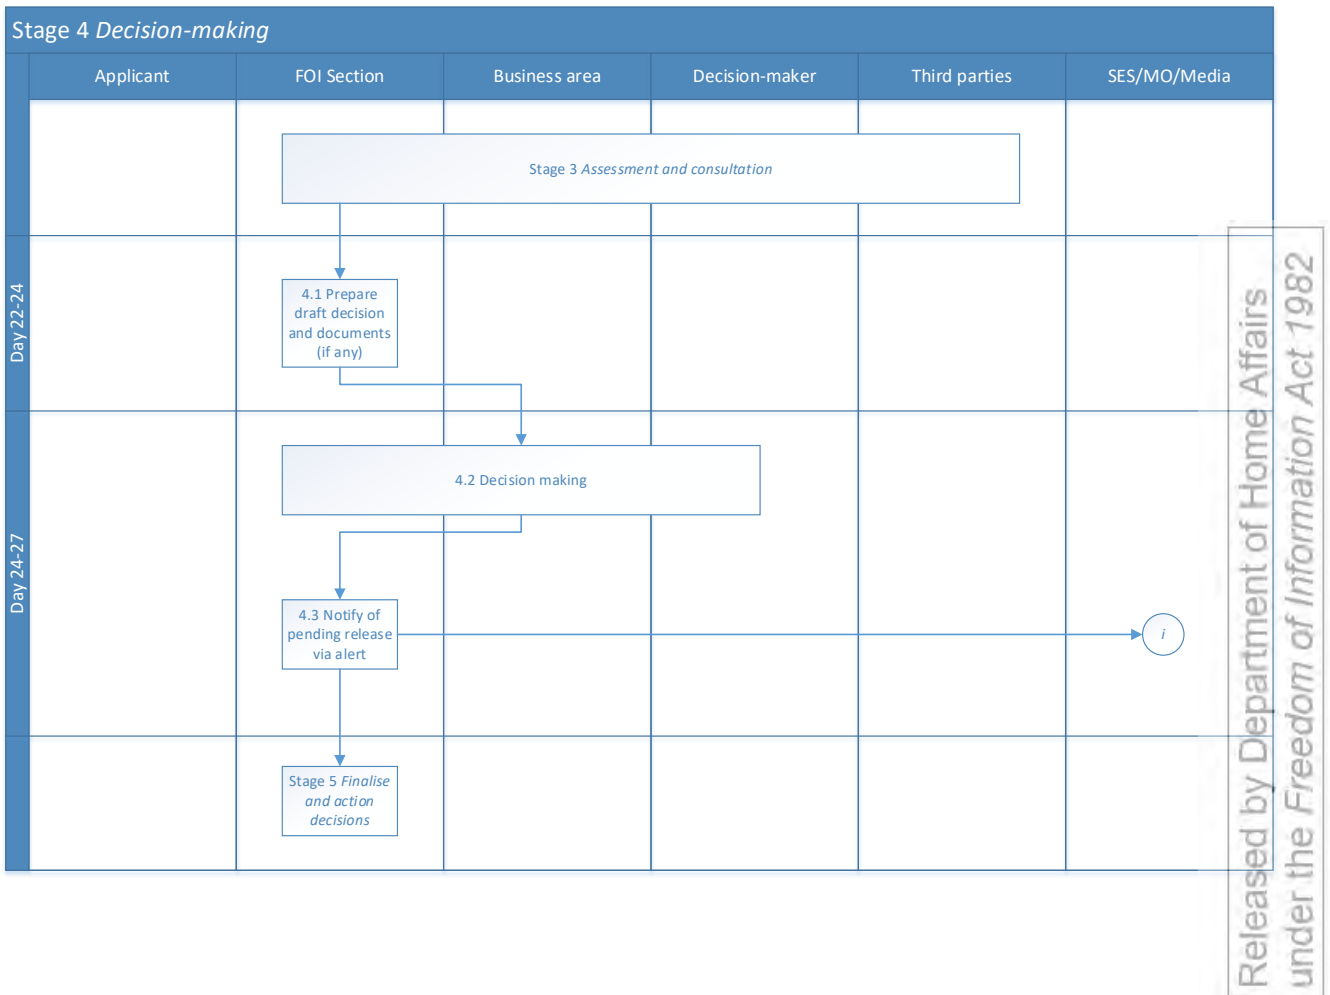 Stage 4 Decision-making
Applicant
FOI Section
Business area
Decision-maker
Third parties
SES/MO/Media
Stage 3 Assessment and consultation
Day 22-24
4.1 Prepare
draft decision
and documents
(if any)
Day 24-27
4.2 Decision making
4.3 Notify of
pending release
via alert
i
Stage 5 Finalise
and action
decisions
Released by Department of Home Affairs
under the Freedom of Information Act 1982